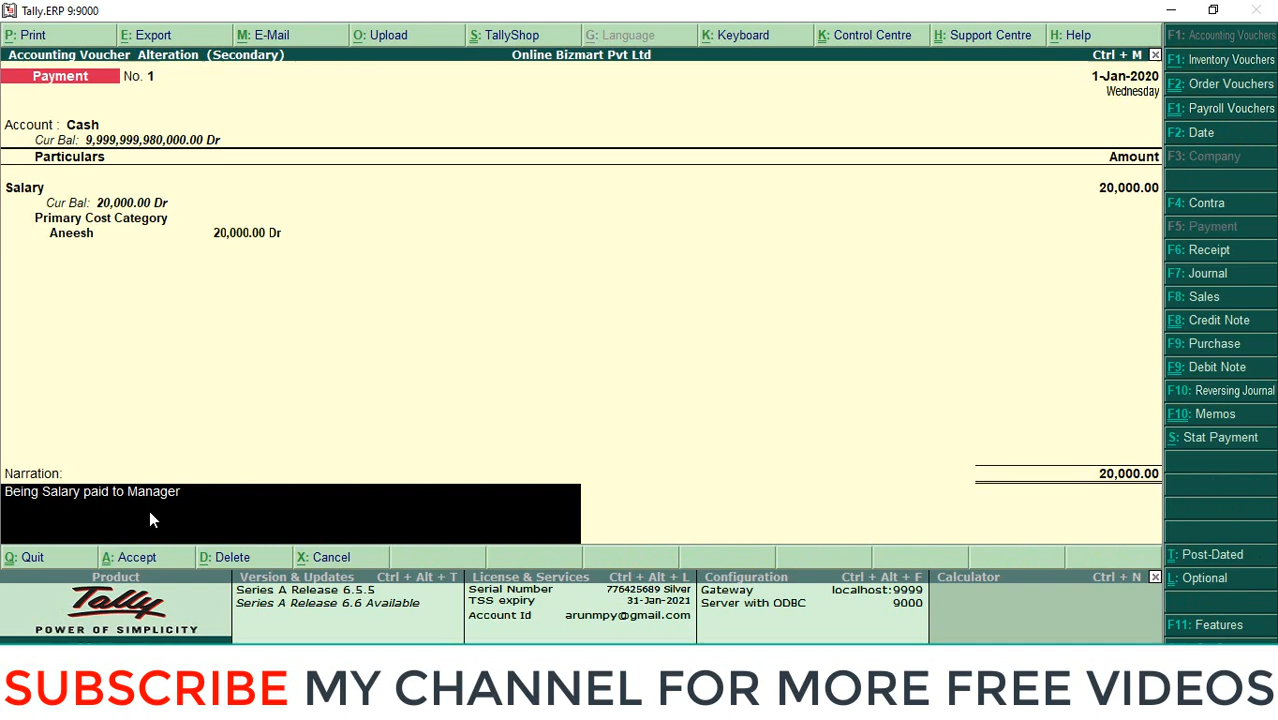 Tally.ERP 9:9000
P: Print E: Export M: E-Mail O: Upload S: TallyShop G: Language K: Keyboard K: Control Centre H: Support Centre H: Help
Accounting Voucher Alteration (Secondary) Online Bizmart Pvt Ltd Ctrl + M
Payment No. 1 1-Jan-2020
Wednesday
Account : Cash
Cur Bal: 9,999,999,980,000.00 Dr
Particulars Amount
Salary 20,000.00
Cur Bal: 20,000.00 Dr
Primary Cost Category
Aneesh 20,000.00 Dr
Narration: 20,000.00
Being Salary paid to Manager
Q: Quit A: Accept D: Delete X: Cancel
F1: Accounting Vouchers
F1: Inventory Vouchers
F2: Order Vouchers
F1: Payroll Vouchers
F2: Date
F3: Company
F4: Contra
F5: Payment
F6: Receipt
F7: Journal
F8: Sales
F8: Credit Note
F9: Purchase
F9: Debit Note
F10: Reversing Journal
F10: Memos
S: Stat Payment
T: Post-Dated
L: Optional
F11: Features
Product
Tally
POWER OF SIMPLICITY
Version & Updates Ctrl + Alt + T
Series A Release 6.5.5
Series A Release 6.6 Available
License & Services Ctrl + Alt + L
Serial Number 776425689 Silver
TSS expiry 31-Jan-2021
Account Id arunmpy@gmail.com
Configuration Ctrl + Alt + F
Gateway localhost:9999
Server with ODBC 9000
Calculator Ctrl + N
SUBSCRIBE MY CHANNEL FOR MORE FREE VIDEOS